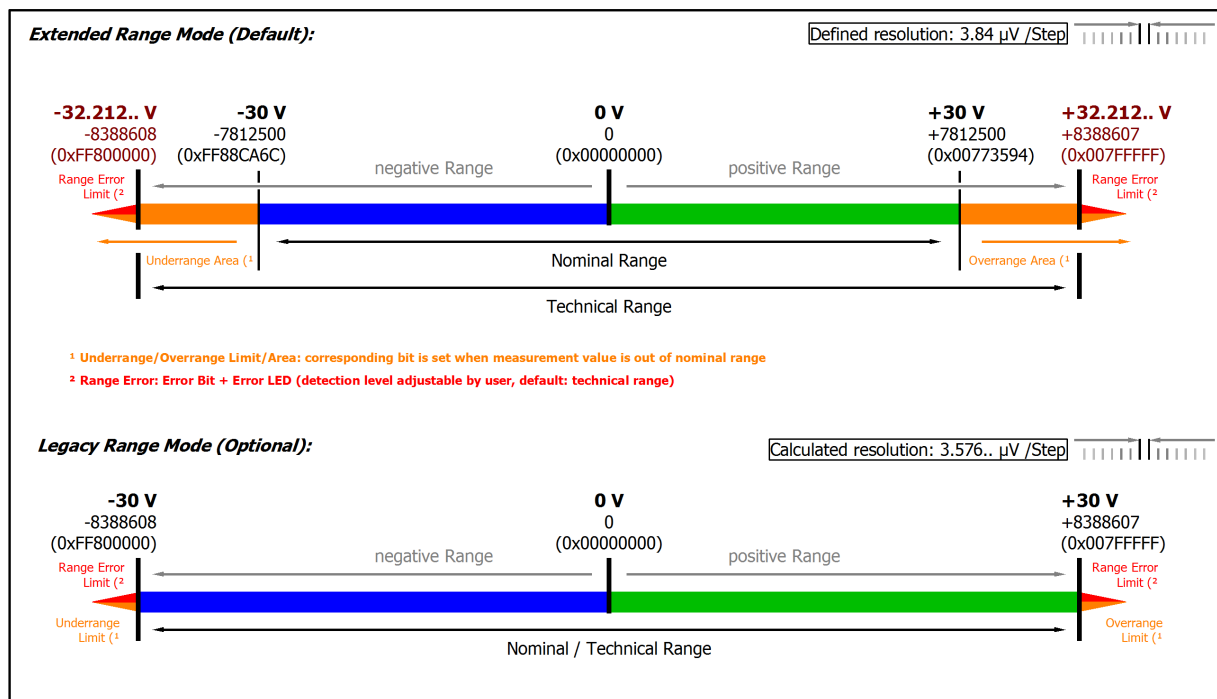 Extended Range Mode (Default):
Defined resolution: 3.84 µV /Step
-32.212.. V
-8388608
(0xFF800000)
-30 V
-7812500
(0xFF88CA6C)
0 V
0
(0x00000000)
+30 V
+7812500
(0x00773594)
+32.212.. V
+8388607
(0x007FFFFF)
negative Range
positive Range
Range Error
Limit (²
Range Error
Limit (²
Underrange Area (¹
Nominal Range
Overrange Area (¹
Technical Range
¹ Underrange/Overrange Limit/Area: corresponding bit is set when measurement value is out of nominal range
² Range Error: Error Bit + Error LED (detection level adjustable by user, default: technical range)
Legacy Range Mode (Optional):
Calculated resolution: 3.576.. µV /Step
-30 V
-8388608
(0xFF800000)
0 V
0
(0x00000000)
+30 V
+8388607
(0x007FFFFF)
negative Range
positive Range
Range Error
Limit (²
Range Error
Limit (²
Underrange
Limit (¹
Overrange
Limit (¹
Nominal / Technical Range